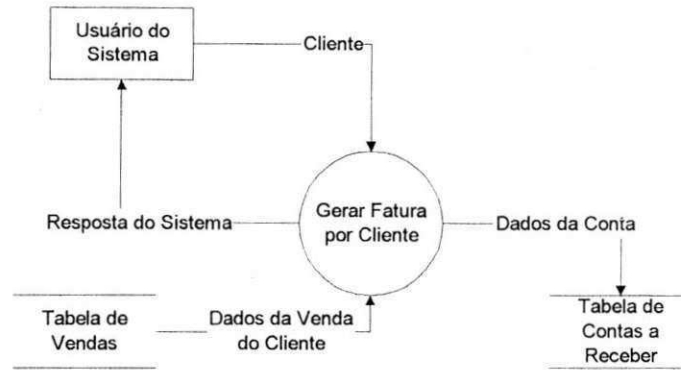 Usuário do
Sistema
Cliente
Gerar Fatura
por Cliente
Resposta do Sistema
Dados da Conta
Tabela de
Vendas
Dados da Venda
do Cliente
Tabela de
Contas a
Receber